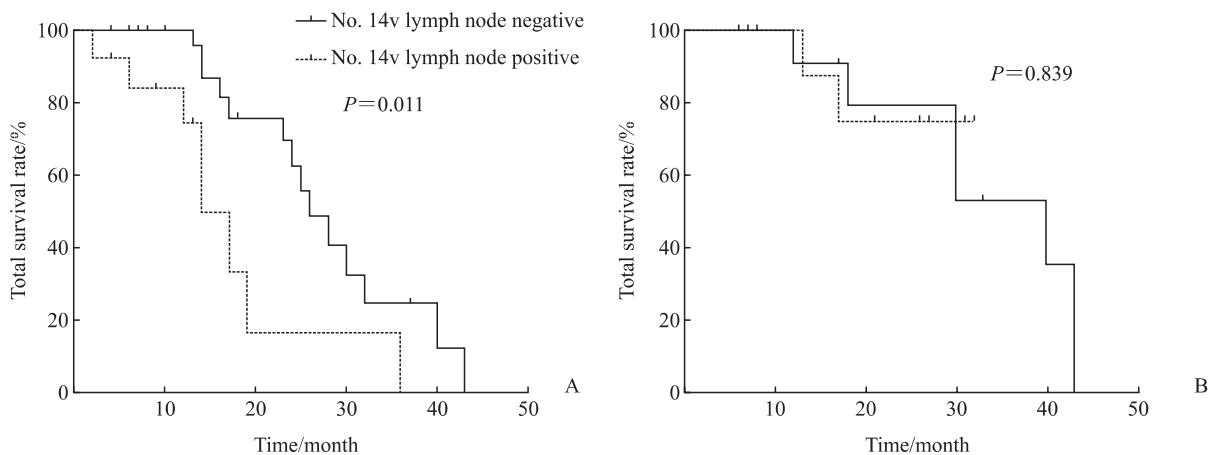 No. 14v lymph node negative
No. 14v lymph node positive
P=0.011
Total survival rate/%
100
80
60
40
20
0
10
20
30
40
50
Time/month
A
P=0.839
Total survival rate/%
100
80
60
40
20
0
10
20
30
40
50
Time/month
B